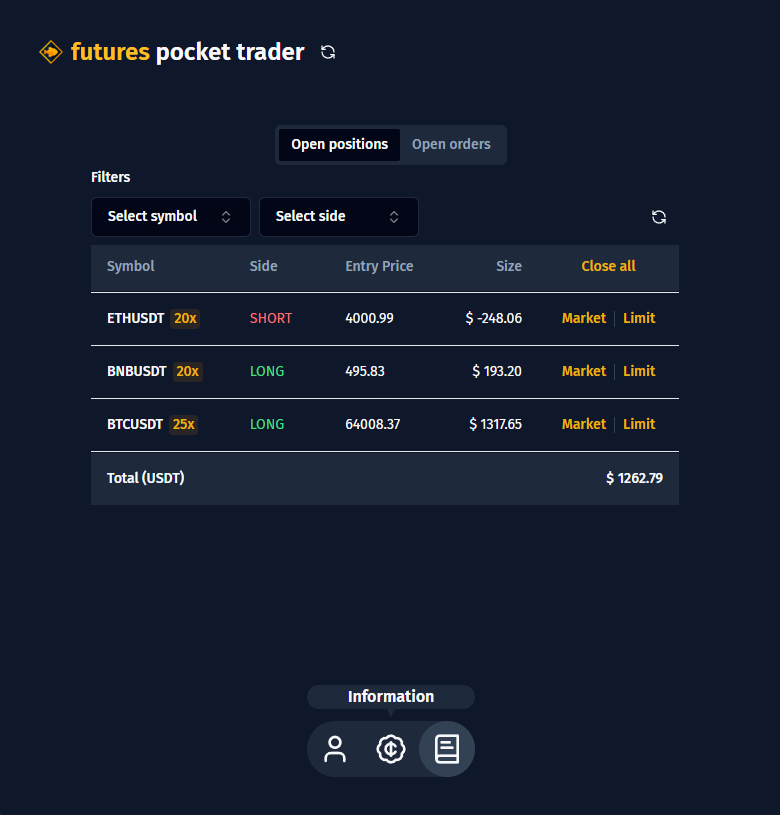 futures pocket trader
Open positions Open orders
Filters
Select symbol Select side
Symbol Side Entry Price Size Close all
ETHUSDT 20x SHORT 4000.99 $ -248.06 Market | Limit
BNBUSDT 20x LONG 495.83 $ 193.20 Market | Limit
BTCUSDT 25x LONG 64008.37 $ 1317.65 Market | Limit
Total (USDT) $ 1262.79
Information